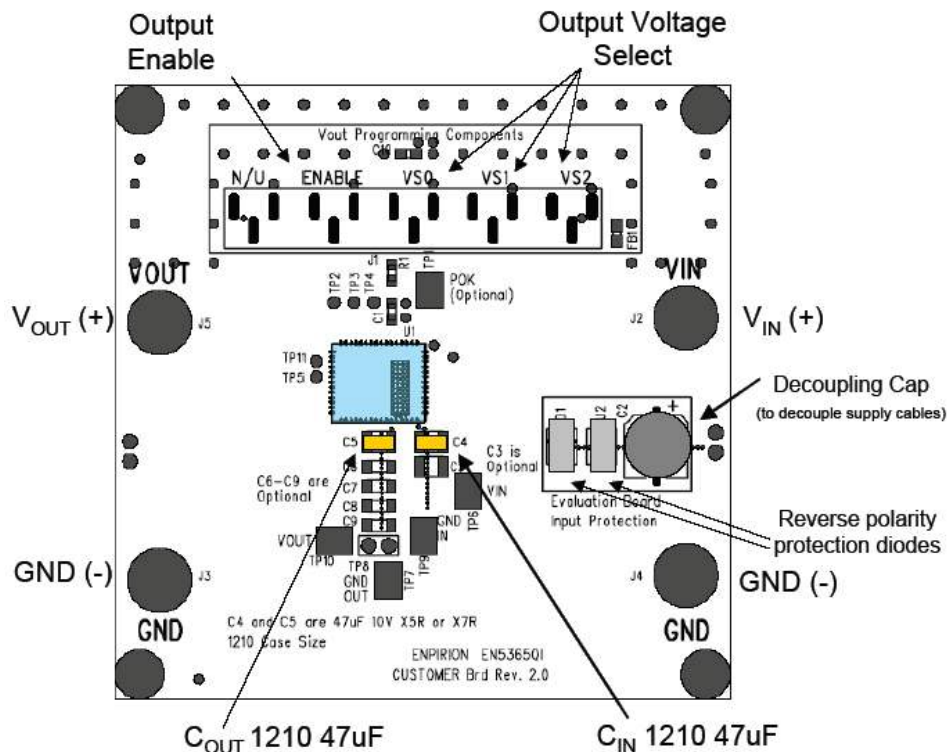 Output
Enable
Output Voltage
Select
Vout Programming Components
C10
N/U ENABLE VS0 VS1 VS2
FB1
J1
R1
TP1
VOUT
VIN
TP2
TP3
TP4
POK
(Optional)
C1
U1
V_OUT (+)
J5
J2
V_IN (+)
TP11
TP5
Decoupling Cap
(to decouple supply cables)
D1
C2
+
C5
C4
C3 is
Optional
C6-C9 are
Optional
C7
C8
C9
VIN
TP6
Evaluation Board
Input Protection
Reverse polarity
protection diodes
VOUT
TP10
TP8
GND
IN
TP9
GND
OUT
TP7
GND (-)
J3
J4
GND (-)
GND
GND
C4 and C5 are 47uF 10V X5R or X7R
1210 Case Size
ENPIRION EN5365QI
CUSTOMER Brd Rev. 2.0
C_OUT 1210 47uF
C_IN 1210 47uF